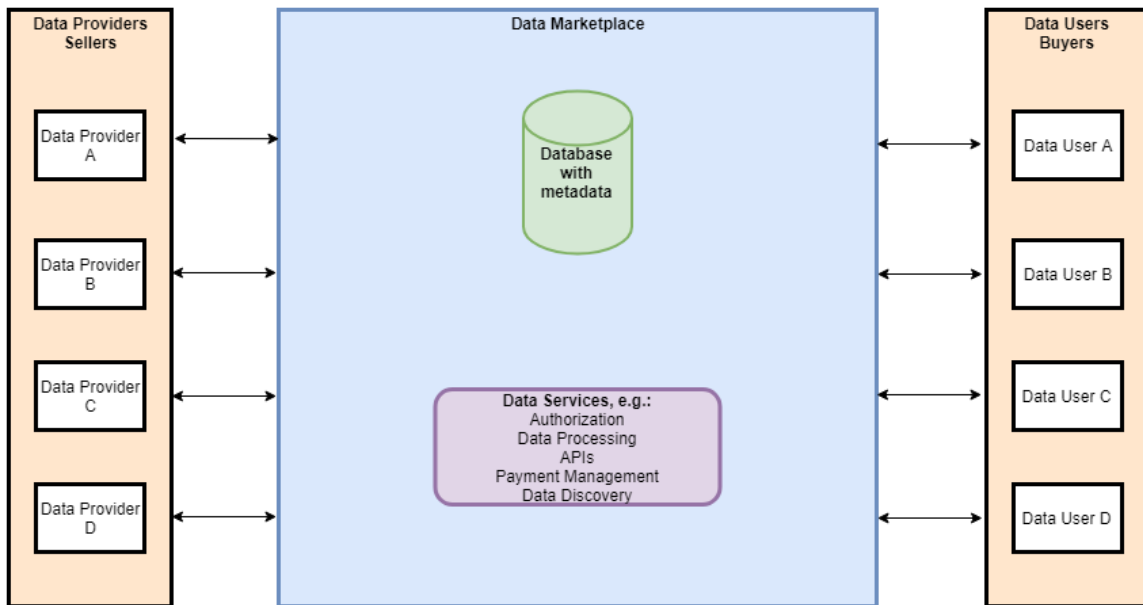 Data Providers
Sellers
Data Provider
A
Data Provider
B
Data Provider
C
Data Provider
D
Data Marketplace
Database
with
metadata
Data Services, e.g.:
Authorization
Data Processing
APIs
Payment Management
Data Discovery
Data Users
Buyers
Data User A
Data User B
Data User C
Data User D